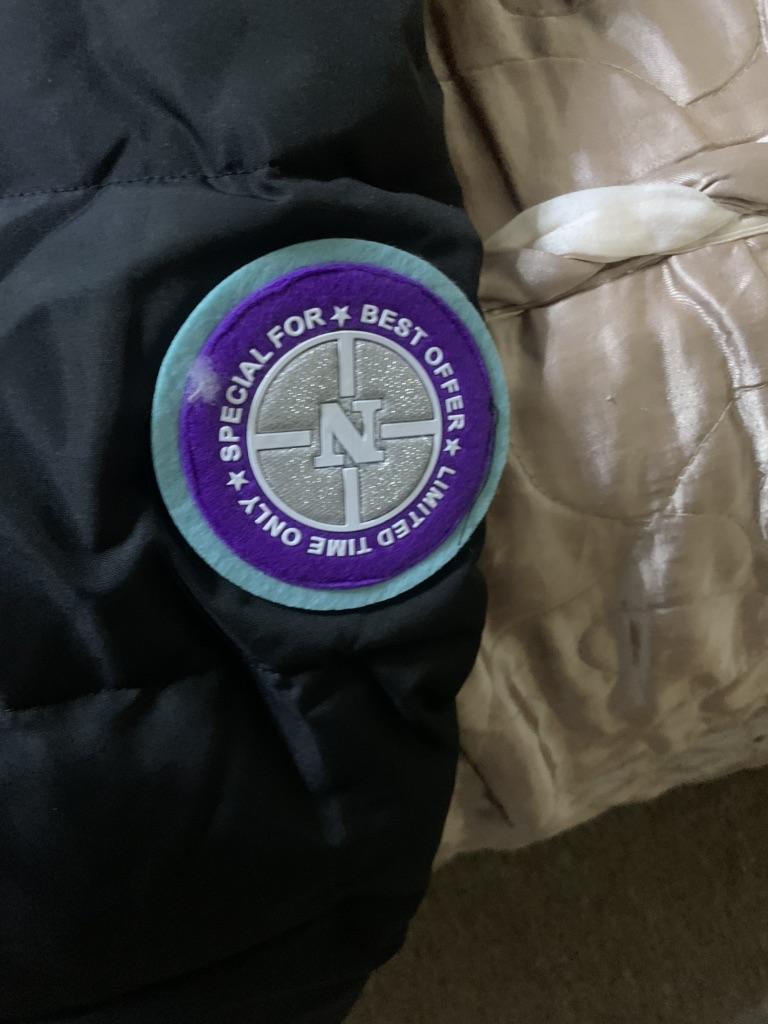 SPECIAL FOR ★ BEST OFFER ★ LIMITED TIME ONLY ★
N